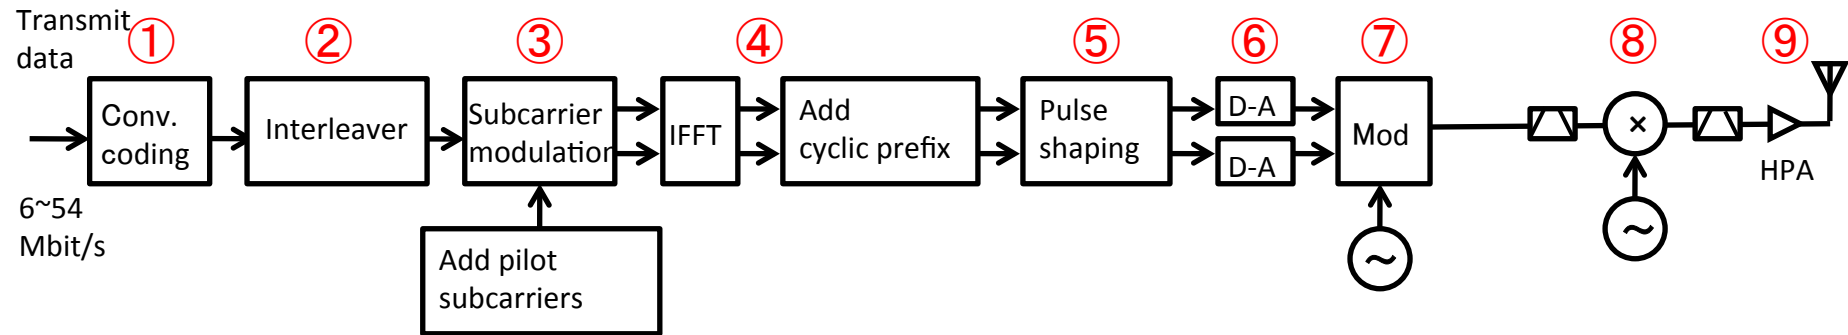 Transmit
data
① ② ③ ④ ⑤ ⑥ ⑦ ⑧ ⑨
Conv.
coding
Interleaver
Subcarrier
modulation
IFFT
Add
cyclic prefix
Pulse
shaping
D-A
D-A
Mod
×
HPA
6~54
Mbit/s
Add pilot
subcarriers
~
~